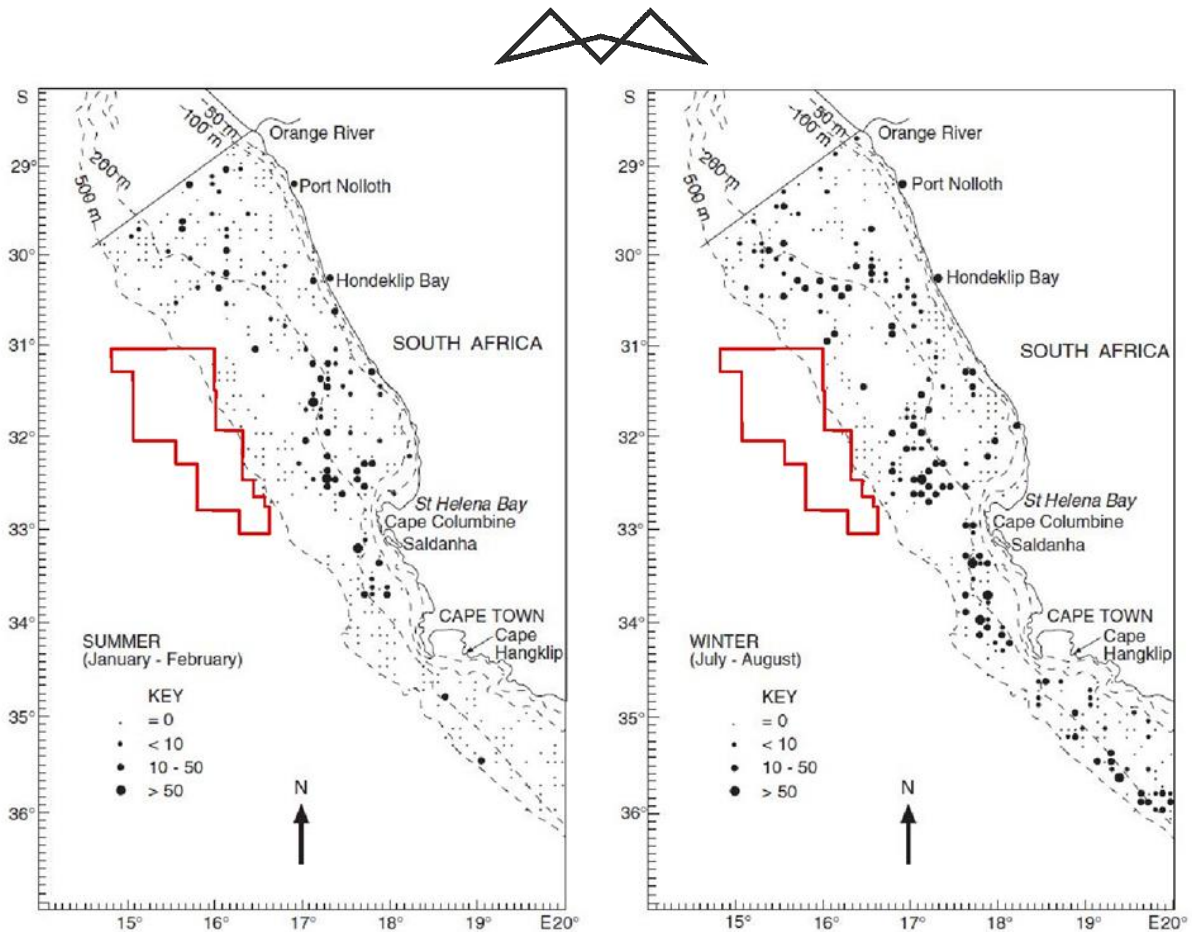 S
50 m
100 m
200 m
500 m
Orange River
Port Nolloth
Hondeklip Bay
SOUTH AFRICA
St Helena Bay
Cape Columbine
Saldanha
CAPE TOWN
Cape
Hangklip
29°
30°
31°
32°
33°
34°
35°
36°
SUMMER
(January - February)
KEY
= 0
< 10
10 - 50
> 50
N
15°
16°
17°
18°
19°
E20°
S
50 m
100 m
200 m
500 m
Orange River
Port Nolloth
Hondeklip Bay
SOUTH AFRICA
St Helena Bay
Cape Columbine
Saldanha
CAPE TOWN
Cape
Hangklip
29°
30°
31°
32°
33°
34°
35°
36°
WINTER
(July - August)
KEY
= 0
< 10
10 - 50
> 50
N
15°
16°
17°
18°
19°
E20°